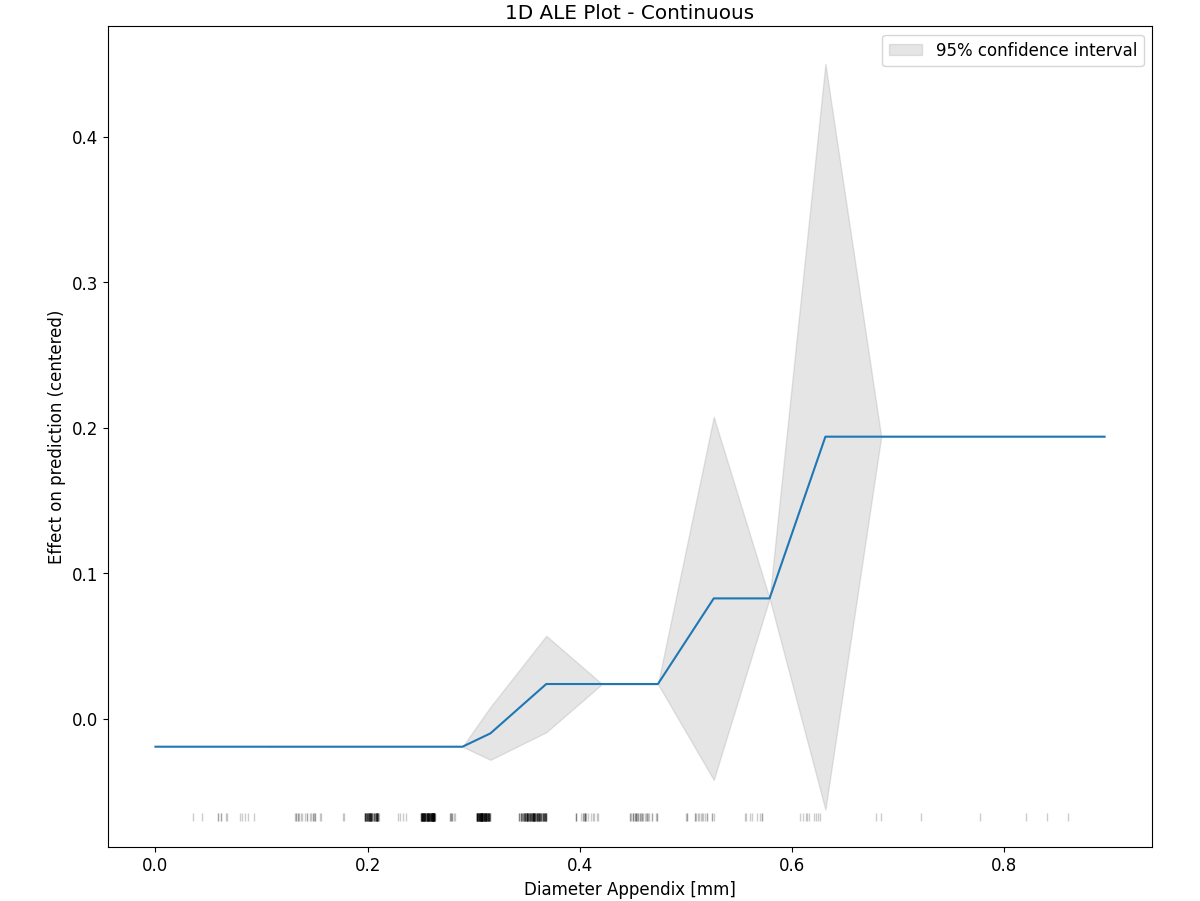 1D ALE Plot - Continuous
95% confidence interval
Effect on prediction (centered)
0.4
0.3
0.2
0.1
0.0
0.0 0.2 0.4 0.6 0.8
Diameter Appendix [mm]